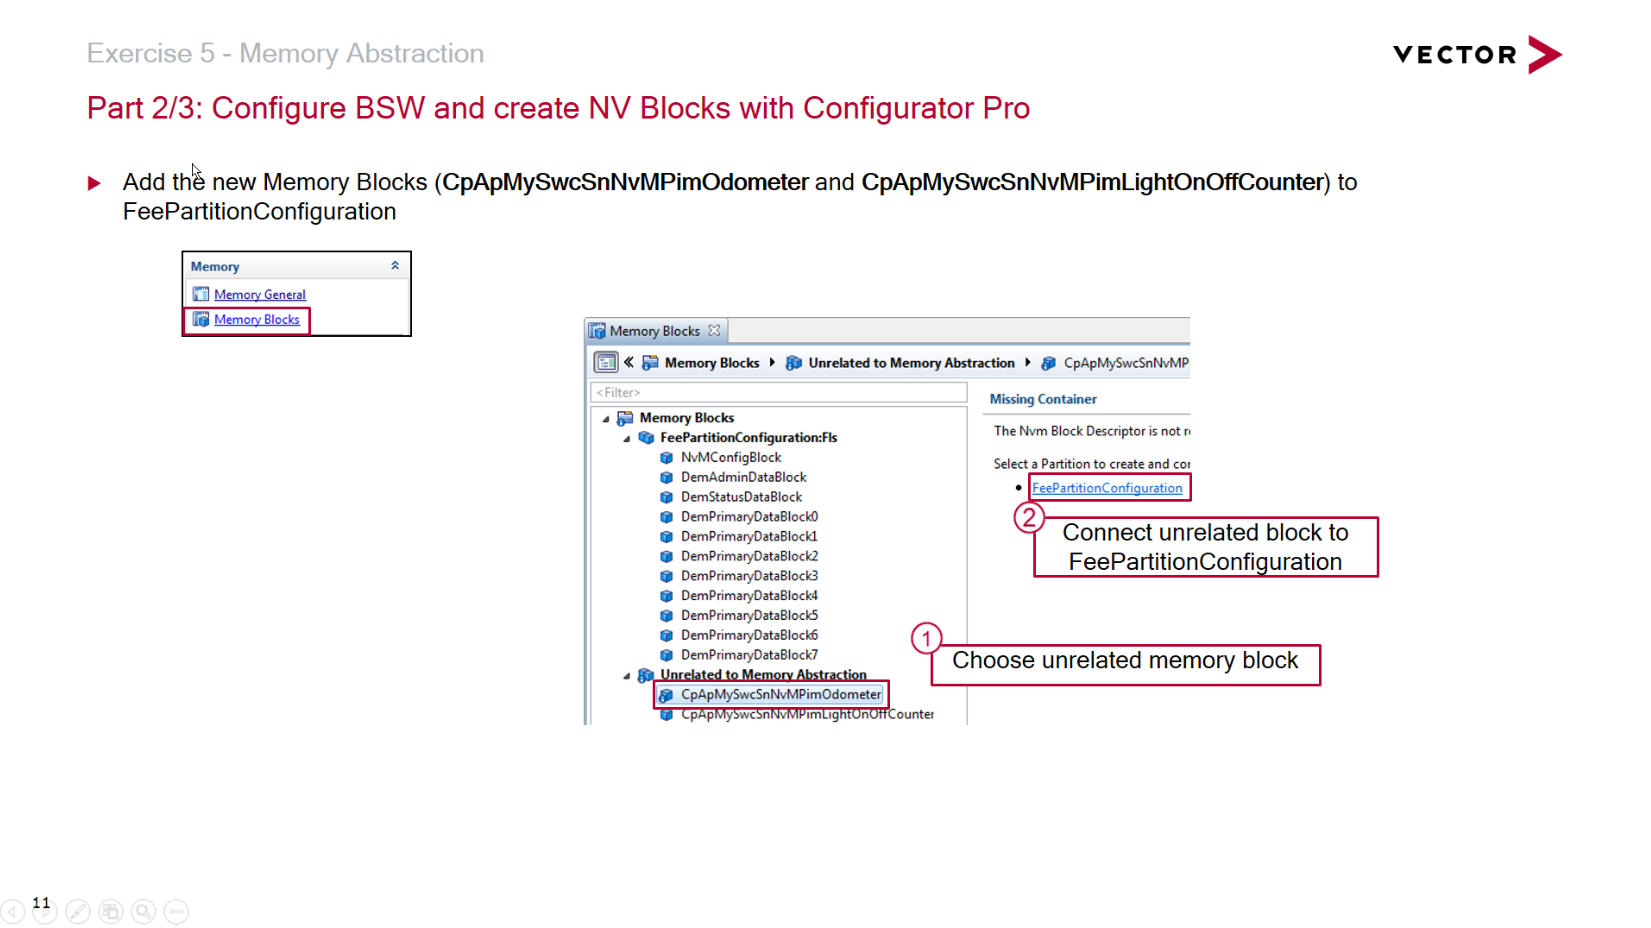 Exercise 5 - Memory Abstraction
VECTOR
Part 2/3: Configure BSW and create NV Blocks with Configurator Pro
Add the new Memory Blocks (CpApMySwcSnNvMPimOdometer and CpApMySwcSnNvMPimLightOnOffCounter) to
FeePartitionConfiguration
Memory
Memory General
Memory Blocks
Memory Blocks
Memory Blocks
Unrelated to Memory Abstraction
CpApMySwcSnNvMP
<Filter>
Memory Blocks
FeePartitionConfiguration:Fls
NvMConfigBlock
DemAdminDataBlock
DemStatusDataBlock
DemPrimaryDataBlock0
DemPrimaryDataBlock1
DemPrimaryDataBlock2
DemPrimaryDataBlock3
DemPrimaryDataBlock4
DemPrimaryDataBlock5
DemPrimaryDataBlock6
DemPrimaryDataBlock7
Unrelated to Memory Abstraction
CpApMySwcSnNvMPimOdometer
CpApMySwcSnNvMPimLightOnOffCounter
Missing Container
The Nvm Block Descriptor is not
Select a Partition to create and
FeePartitionConfiguration
2
Connect unrelated block to
FeePartitionConfiguration
1
Choose unrelated memory block
11